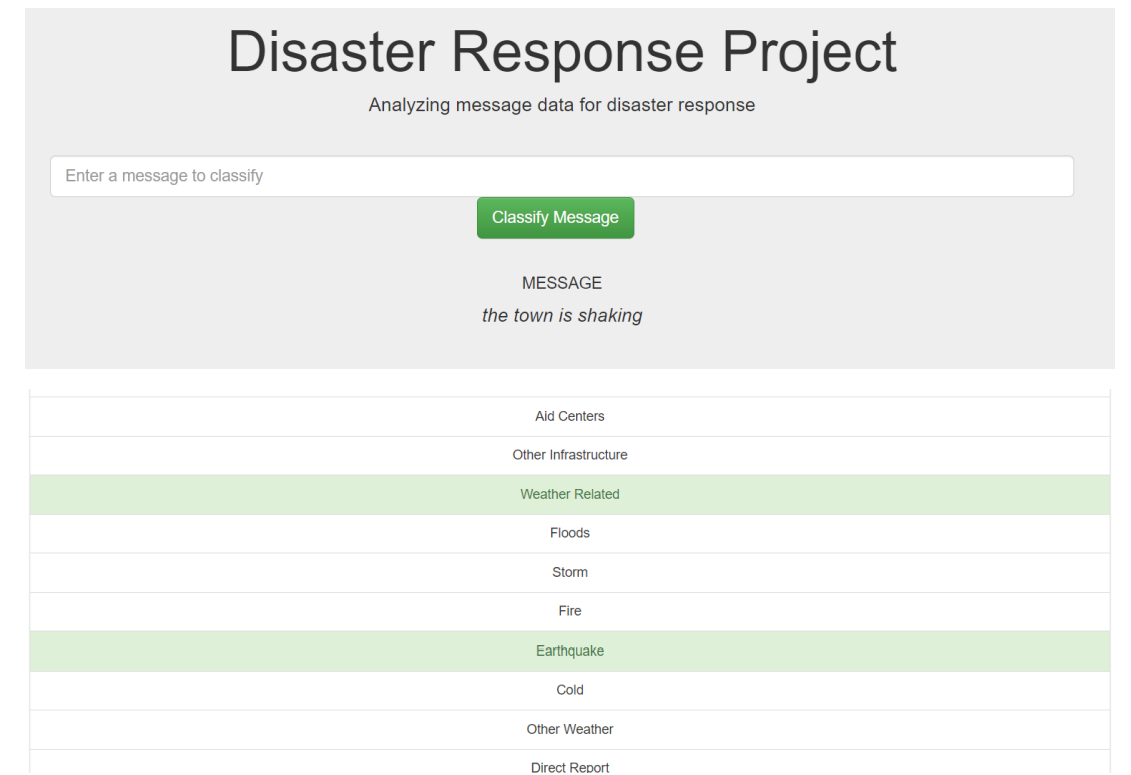 Disaster Response Project
Analyzing message data for disaster response
Enter a message to classify
Classify Message
MESSAGE
the town is shaking
Aid Centers
Other Infrastructure
Weather Related
Floods
Storm
Fire
Earthquake
Cold
Other Weather
Direct Report